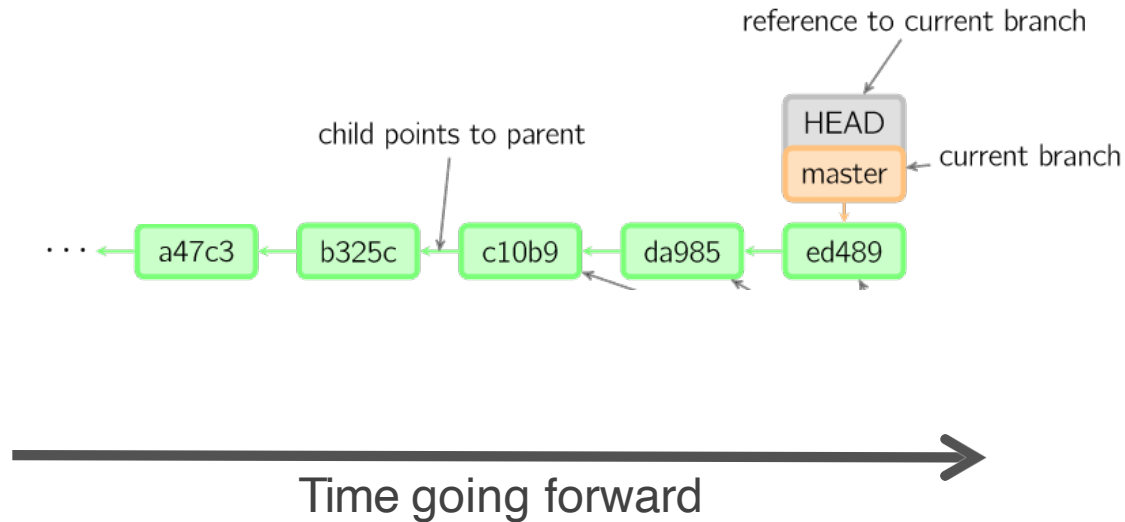 reference to current branch
HEAD
child points to parent
master
current branch
··· a47c3 b325c c10b9 da985 ed489
Time going forward